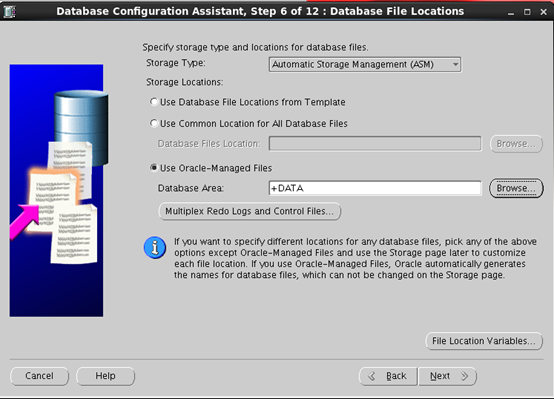 Database Configuration Assistant, Step 6 of 12 : Database File Locations
Specify storage type and locations for database files.
Storage Type: Automatic Storage Management (ASM)
Storage Locations:
Use Database File Locations from Template
Use Common Location for All Database Files
Database Files Location: Browse...
Use Oracle-Managed Files
Database Area: +DATA Browse...
Multiplex Redo Logs and Control Files...
If you want to specify different locations for any database files, pick any of the above
options except Oracle-Managed Files and use the Storage page later to customize
each file location. If you use Oracle-Managed Files, Oracle automatically generates
the names for database files, which can not be changed on the Storage page.
File Location Variables...
Cancel Help Back Next